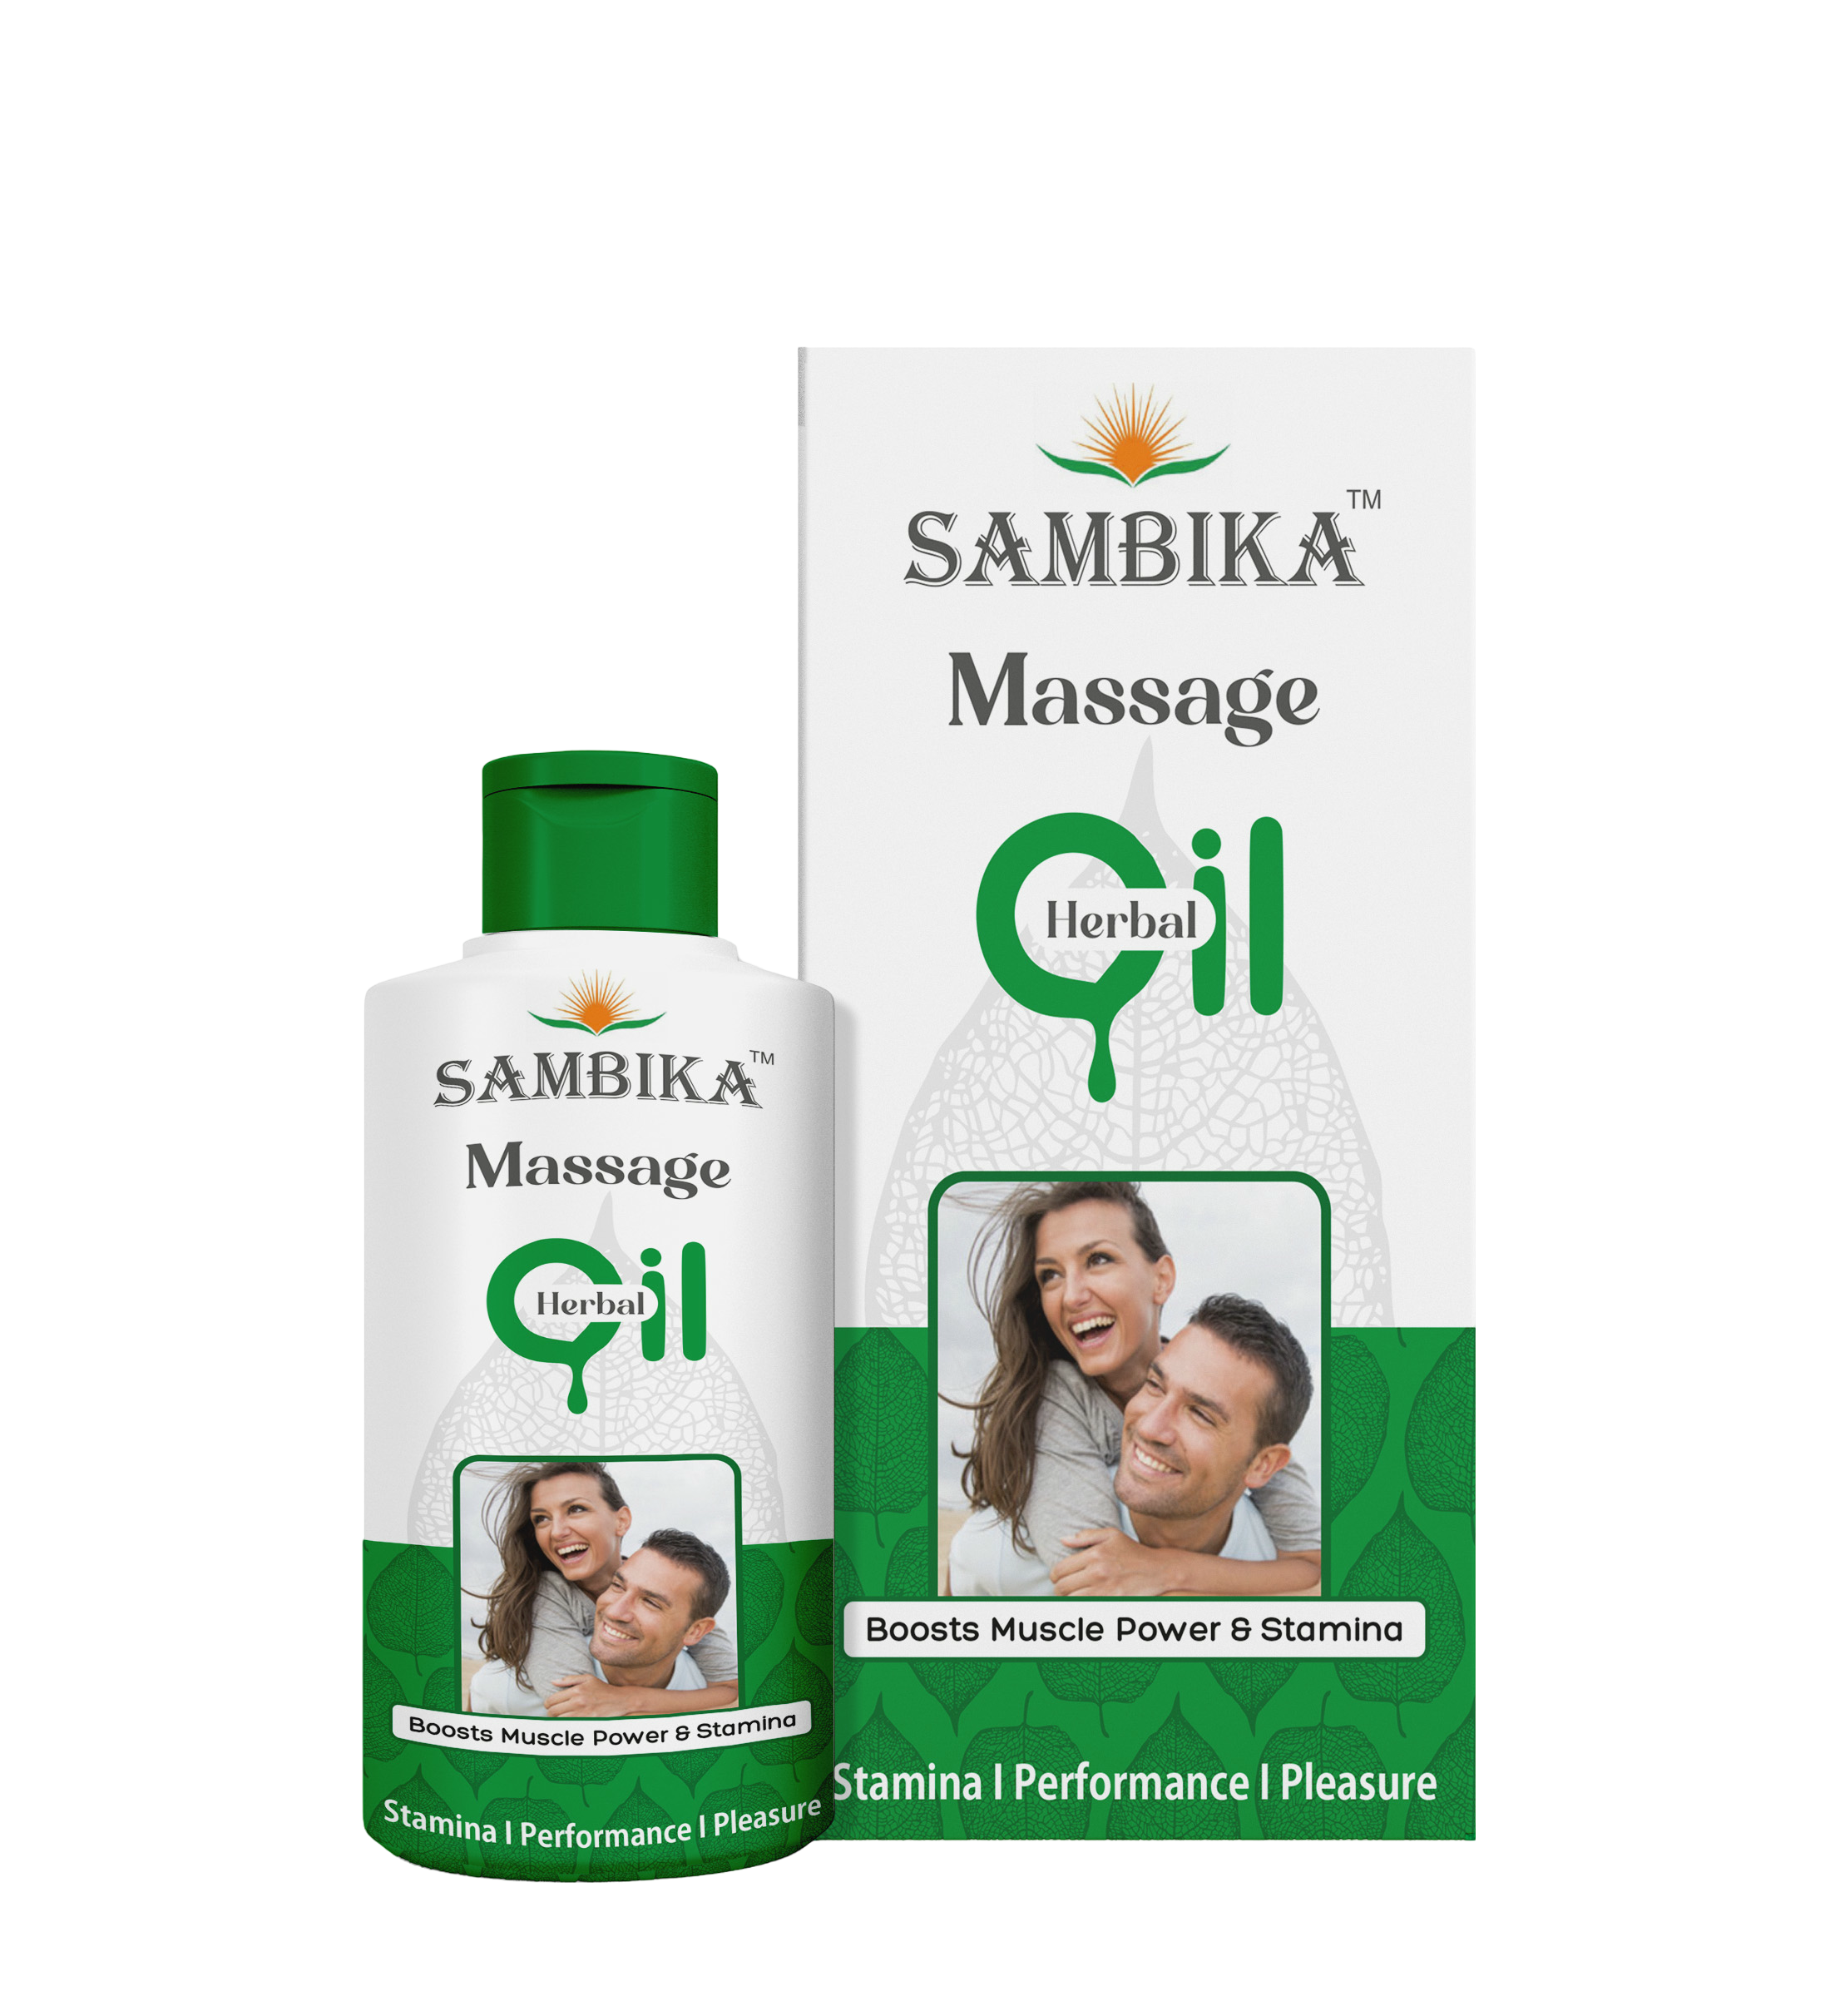 SAMBIKA™
Massage
Herbal
Oil
Boosts Muscle Power & Stamina
Stamina I Performance I Pleasure
SAMBIKA™
Massage
Herbal
Oil
Boosts Muscle Power & Stamina
Stamina I Performance I Pleasure